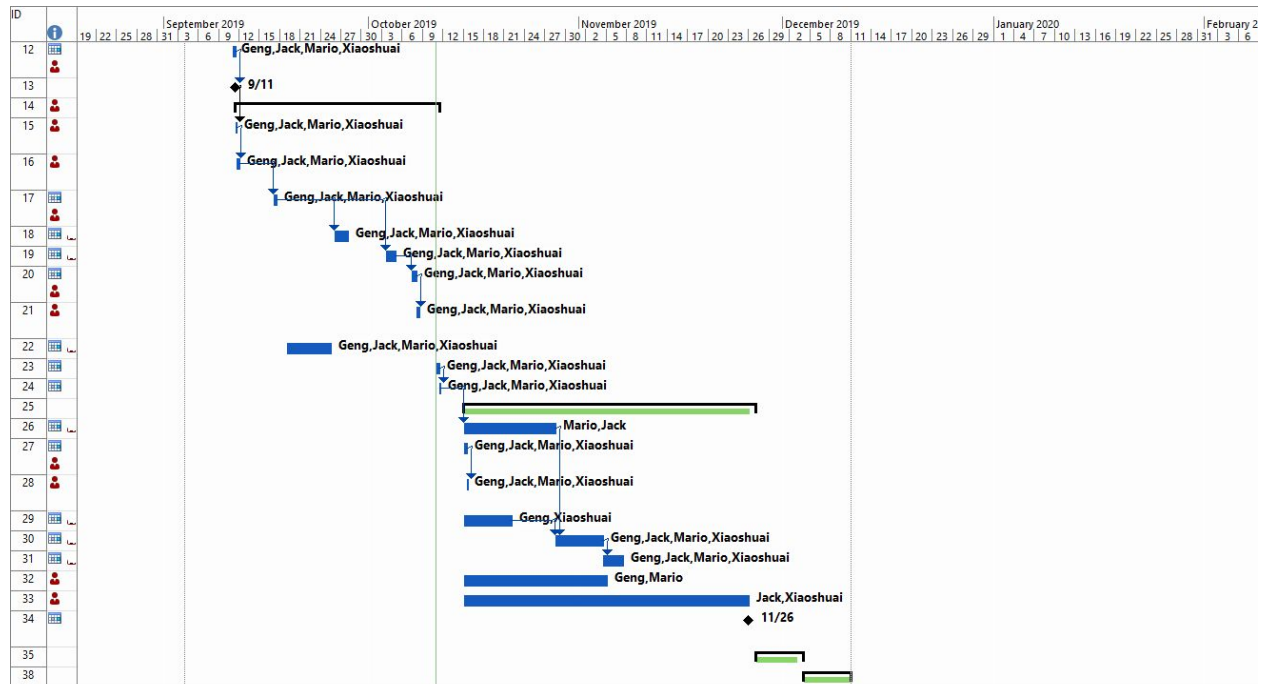 ID
September 2019 October 2019 November 2019 December 2019 January 2020 February 2
19 22 25 28 31 3 6 9 12 15 18 21 24 27 30 3 6 9 12 15 18 21 24 27 30 2 5 8 11 14 17 20 23 26 29 2 5 8 11 14 17 20 23 26 29 1 4 7 10 13 16 19 22 25 28 31 3 6
12 Geng,Jack,Mario,Xiaoshuai
13 9/11
14
15 Geng,Jack,Mario,Xiaoshuai
16 Geng,Jack,Mario,Xiaoshuai
17 Geng,Jack,Mario,Xiaoshuai
18 Geng,Jack,Mario,Xiaoshuai
19 Geng,Jack,Mario,Xiaoshuai
20 Geng,Jack,Mario,Xiaoshuai
21 Geng,Jack,Mario,Xiaoshuai
22 Geng,Jack,Mario,Xiaoshuai
23 Geng,Jack,Mario,Xiaoshuai
24 Geng,Jack,Mario,Xiaoshuai
25
26 Mario,Jack
27 Geng,Jack,Mario,Xiaoshuai
28 Geng,Jack,Mario,Xiaoshuai
29 Geng,Xiaoshuai
30 Geng,Jack,Mario,Xiaoshuai
31 Geng,Jack,Mario,Xiaoshuai
32 Geng,Mario
33 Jack,Xiaoshuai
34 11/26
35
38